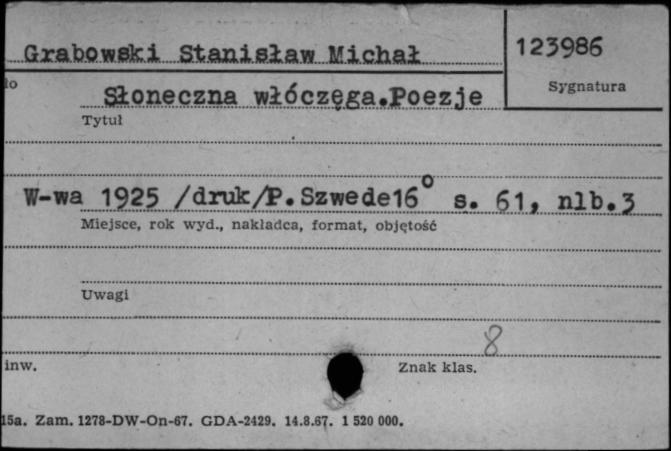 Grabowski Stanisław Michał
123986
Sygnatura
ło
Słoneczna włóczęga.Poezje
Tytuł
W-wa 1925 /druk/P.Szwede16° s. 61, nlb.3
Miejsce, rok wyd., nakładca, format, objętość
Uwagi
8
inw.
Znak klas.
15a. Zam. 1278-DW-On-67. GDA-2429. 14.8.67. 1 520 000.